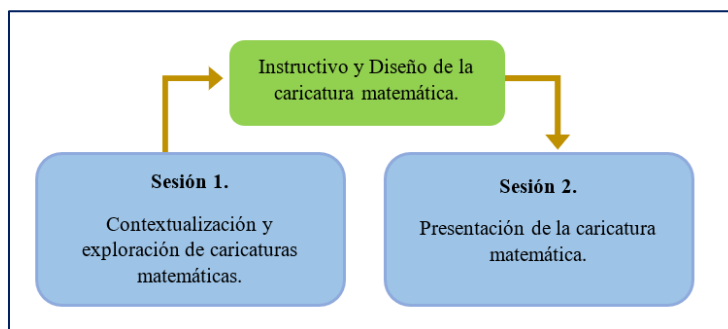 Instructivo y Diseño de la
caricatura matemática.
Sesión 1.
Contextualización y
exploración de caricaturas
matemáticas.
Sesión 2.
Presentación de la caricatura
matemática.